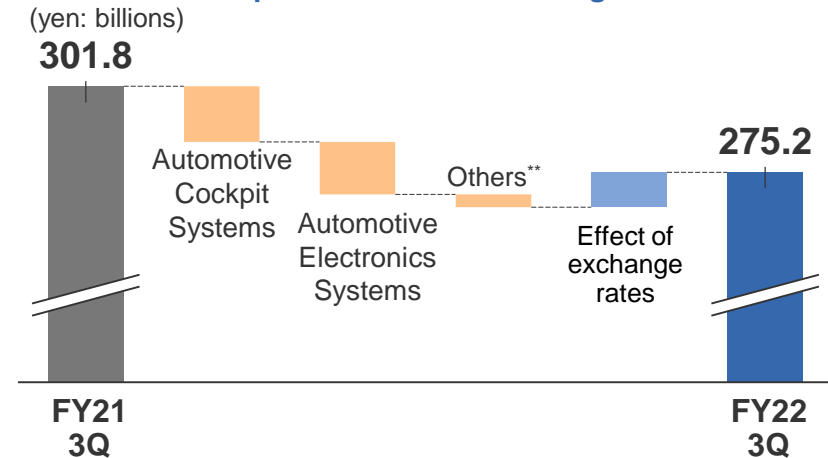 (yen: billions)
301.8
275.2
Automotive
Cockpit
Systems
Automotive
Electronics
Systems
Others**
Effect of
exchange
rates
FY21
3Q
FY22
3Q